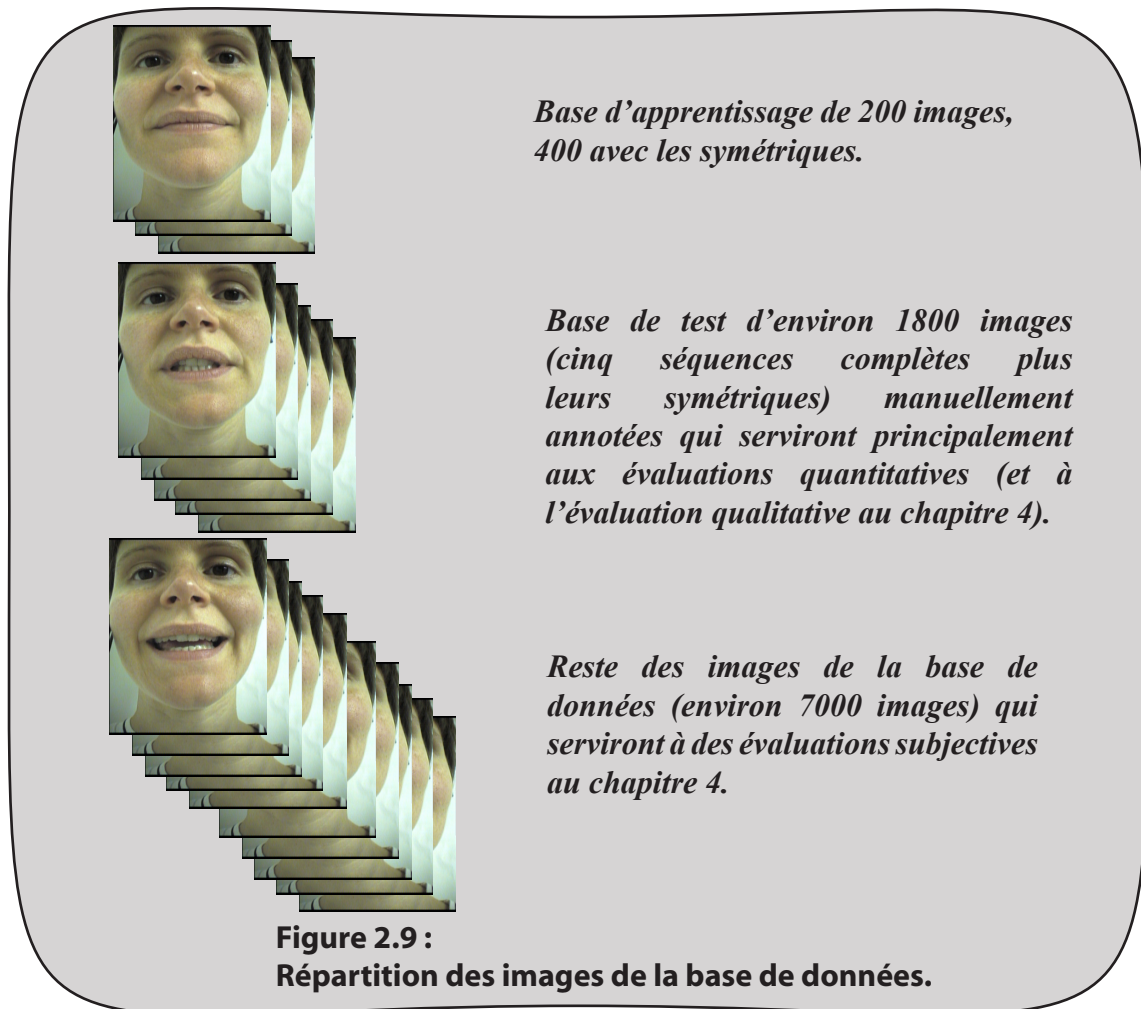 Base d’apprentissage de 200 images,
400 avec les symétriques.
Base de test d’environ 1800 images
(cinq séquences complètes plus
leurs symétriques) manuellement
annotées qui serviront principalement
aux évaluations quantitatives (et à
l’évaluation qualitative au chapitre 4).
Reste des images de la base de
données (environ 7000 images) qui
serviront à des évaluations subjectives
au chapitre 4.
Figure 2.9 :
Répartition des images de la base de données.